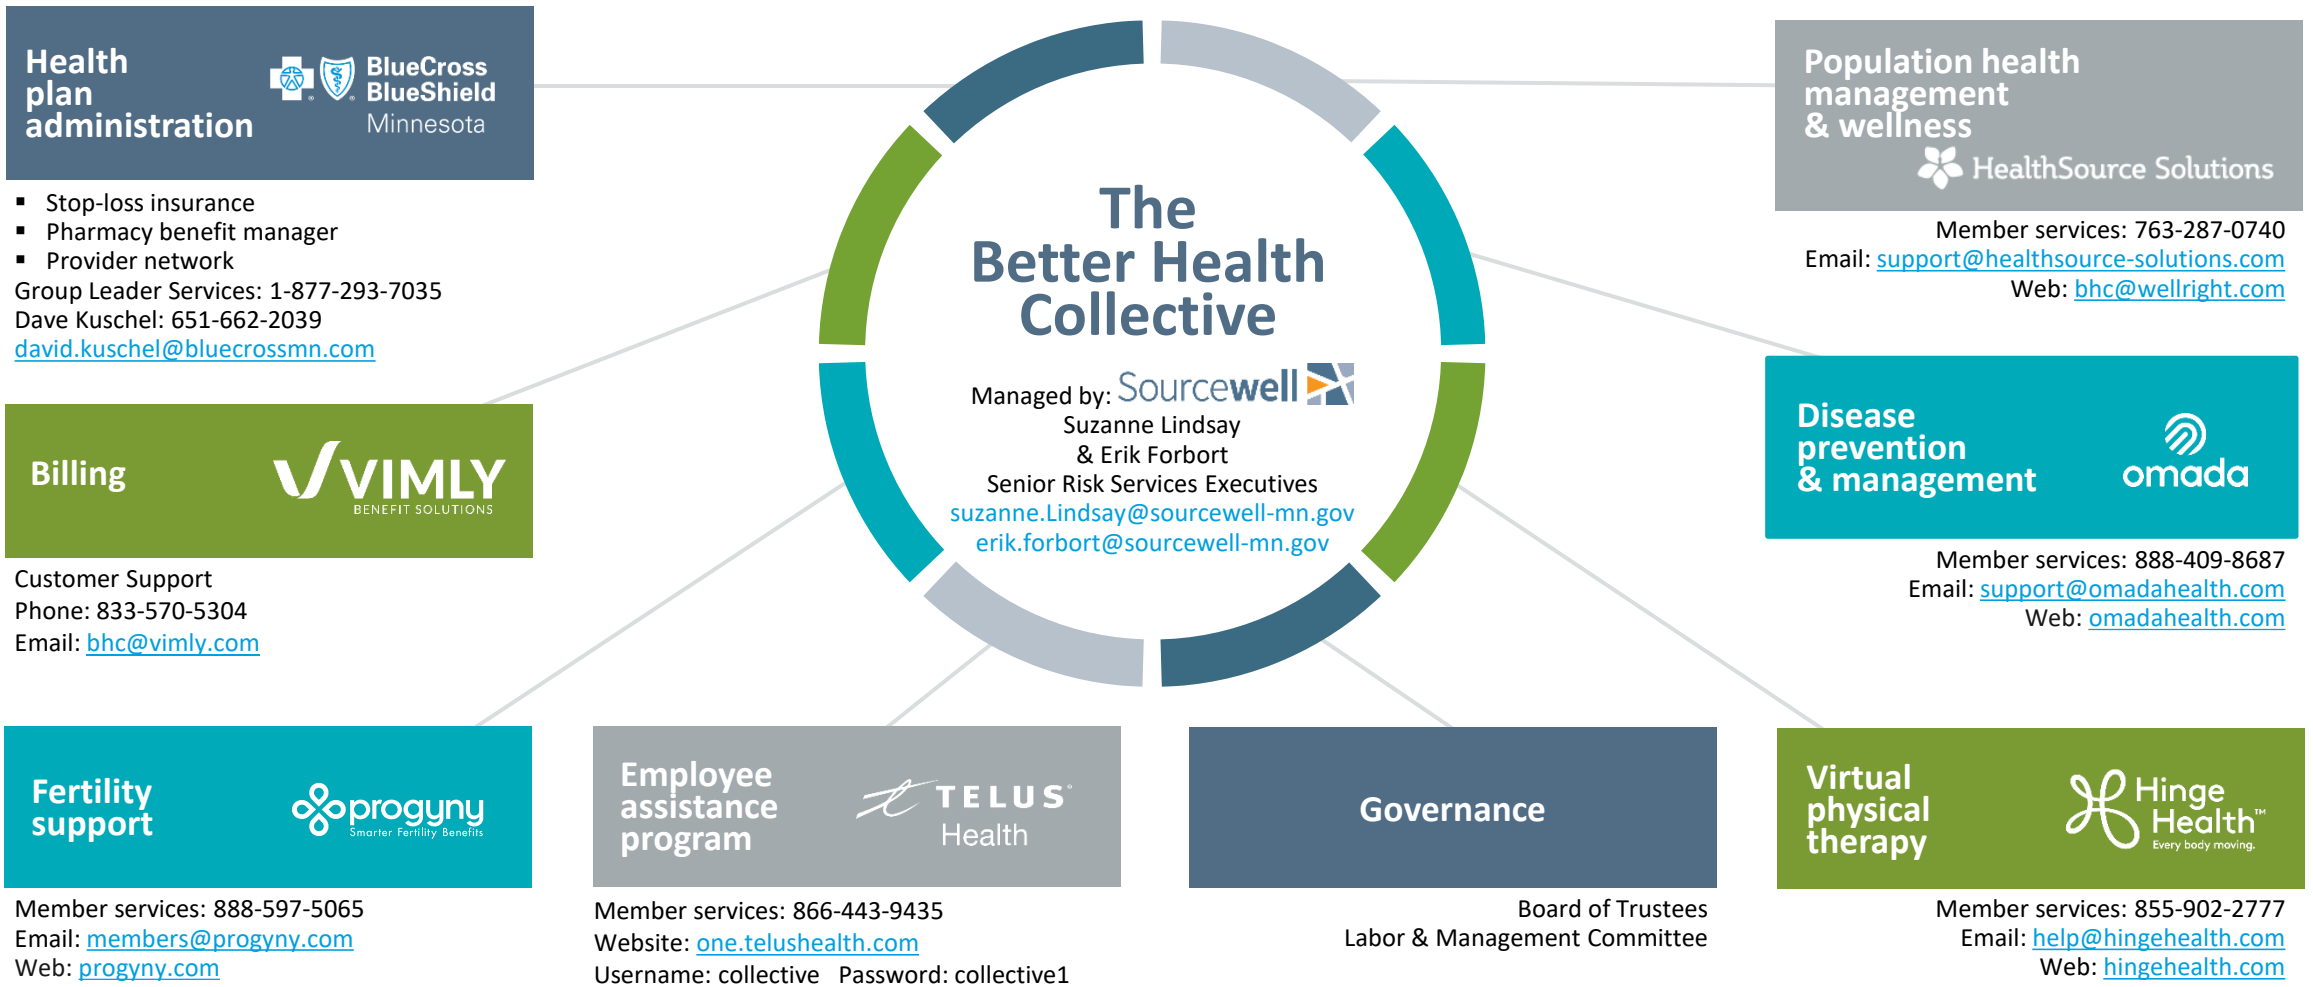 Health
plan
administration
BlueCross
BlueShield
Minnesota
▪ Stop-loss insurance
▪ Pharmacy benefit manager
▪ Provider network
Group Leader Services: 1-877-293-7035
Dave Kuschel: 651-662-2039
david.kuschel@bluecrossmn.com
Billing
VIMLY
BENEFIT SOLUTIONS
Customer Support
Phone: 833-570-5304
Email: bhc@vimly.com
Fertility
support
progyny
Smarter Fertility Benefits
Member services: 888-597-5065
Email: members@progyny.com
Web: progyny.com
The
Better Health
Collective
Managed by: Sourcewell
Suzanne Lindsay
& Erik Forbort
Senior Risk Services Executives
suzanne.Lindsay@sourcewell-mn.gov
erik.forbort@sourcewell-mn.gov
Employee
assistance
program
TELUS®
Health
Member services: 866-443-9435
Website: one.telushealth.com
Username: collective Password: collective1
Governance
Board of Trustees
Labor & Management Committee
Population health
management
& wellness
HealthSource Solutions
Member services: 763-287-0740
Email: support@healthsource-solutions.com
Web: bhc@wellright.com
Disease
prevention
& management
omada
Member services: 888-409-8687
Email: support@omadahealth.com
Web: omadahealth.com
Virtual
physical
therapy
Hinge
Health™
Every body moving.
Member services: 855-902-2777
Email: help@hingehealth.com
Web: hingehealth.com